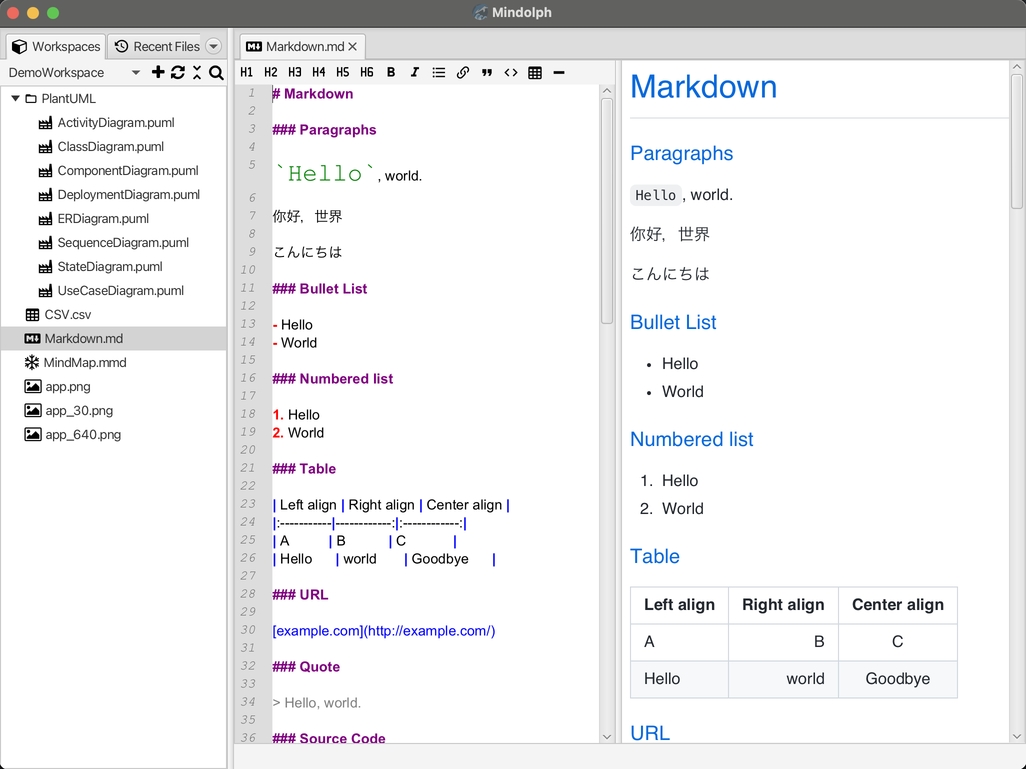 Mindolph
Workspaces
Recent Files
DemoWorkspace
PlantUML
ActivityDiagram.puml
ClassDiagram.puml
ComponentDiagram.puml
DeploymentDiagram.puml
ERDiagram.puml
SequenceDiagram.puml
StateDiagram.puml
UseCaseDiagram.puml
CSV.csv
Markdown.md
MindMap.mmd
app.png
app_30.png
app_640.png
Markdown.md
H1 H2 H3 H4 H5 H6 B I
1 # Markdown
2
3 ### Paragraphs
4
5 `Hello`, world.
6
7 你好，世界
8
9 こんにちは
10
11 ### Bullet List
12
13 - Hello
14 - World
15
16 ### Numbered list
17
18 1. Hello
19 2. World
20
21 ### Table
22
23 | Left align | Right align | Center align |
24 |:-----------|------------:|:------------:|
25 | A | B | C |
26 | Hello | world | Goodbye |
27
28 ### URL
29
30 [example.com](http://example.com/)
31
32 ### Quote
33
34 > Hello, world.
35
36 ### Source Code
Markdown
Paragraphs
Hello , world.
你好，世界
こんにちは
Bullet List
• Hello
• World
Numbered list
1. Hello
2. World
Table
Left align Right align Center align
A B C
Hello world Goodbye
URL